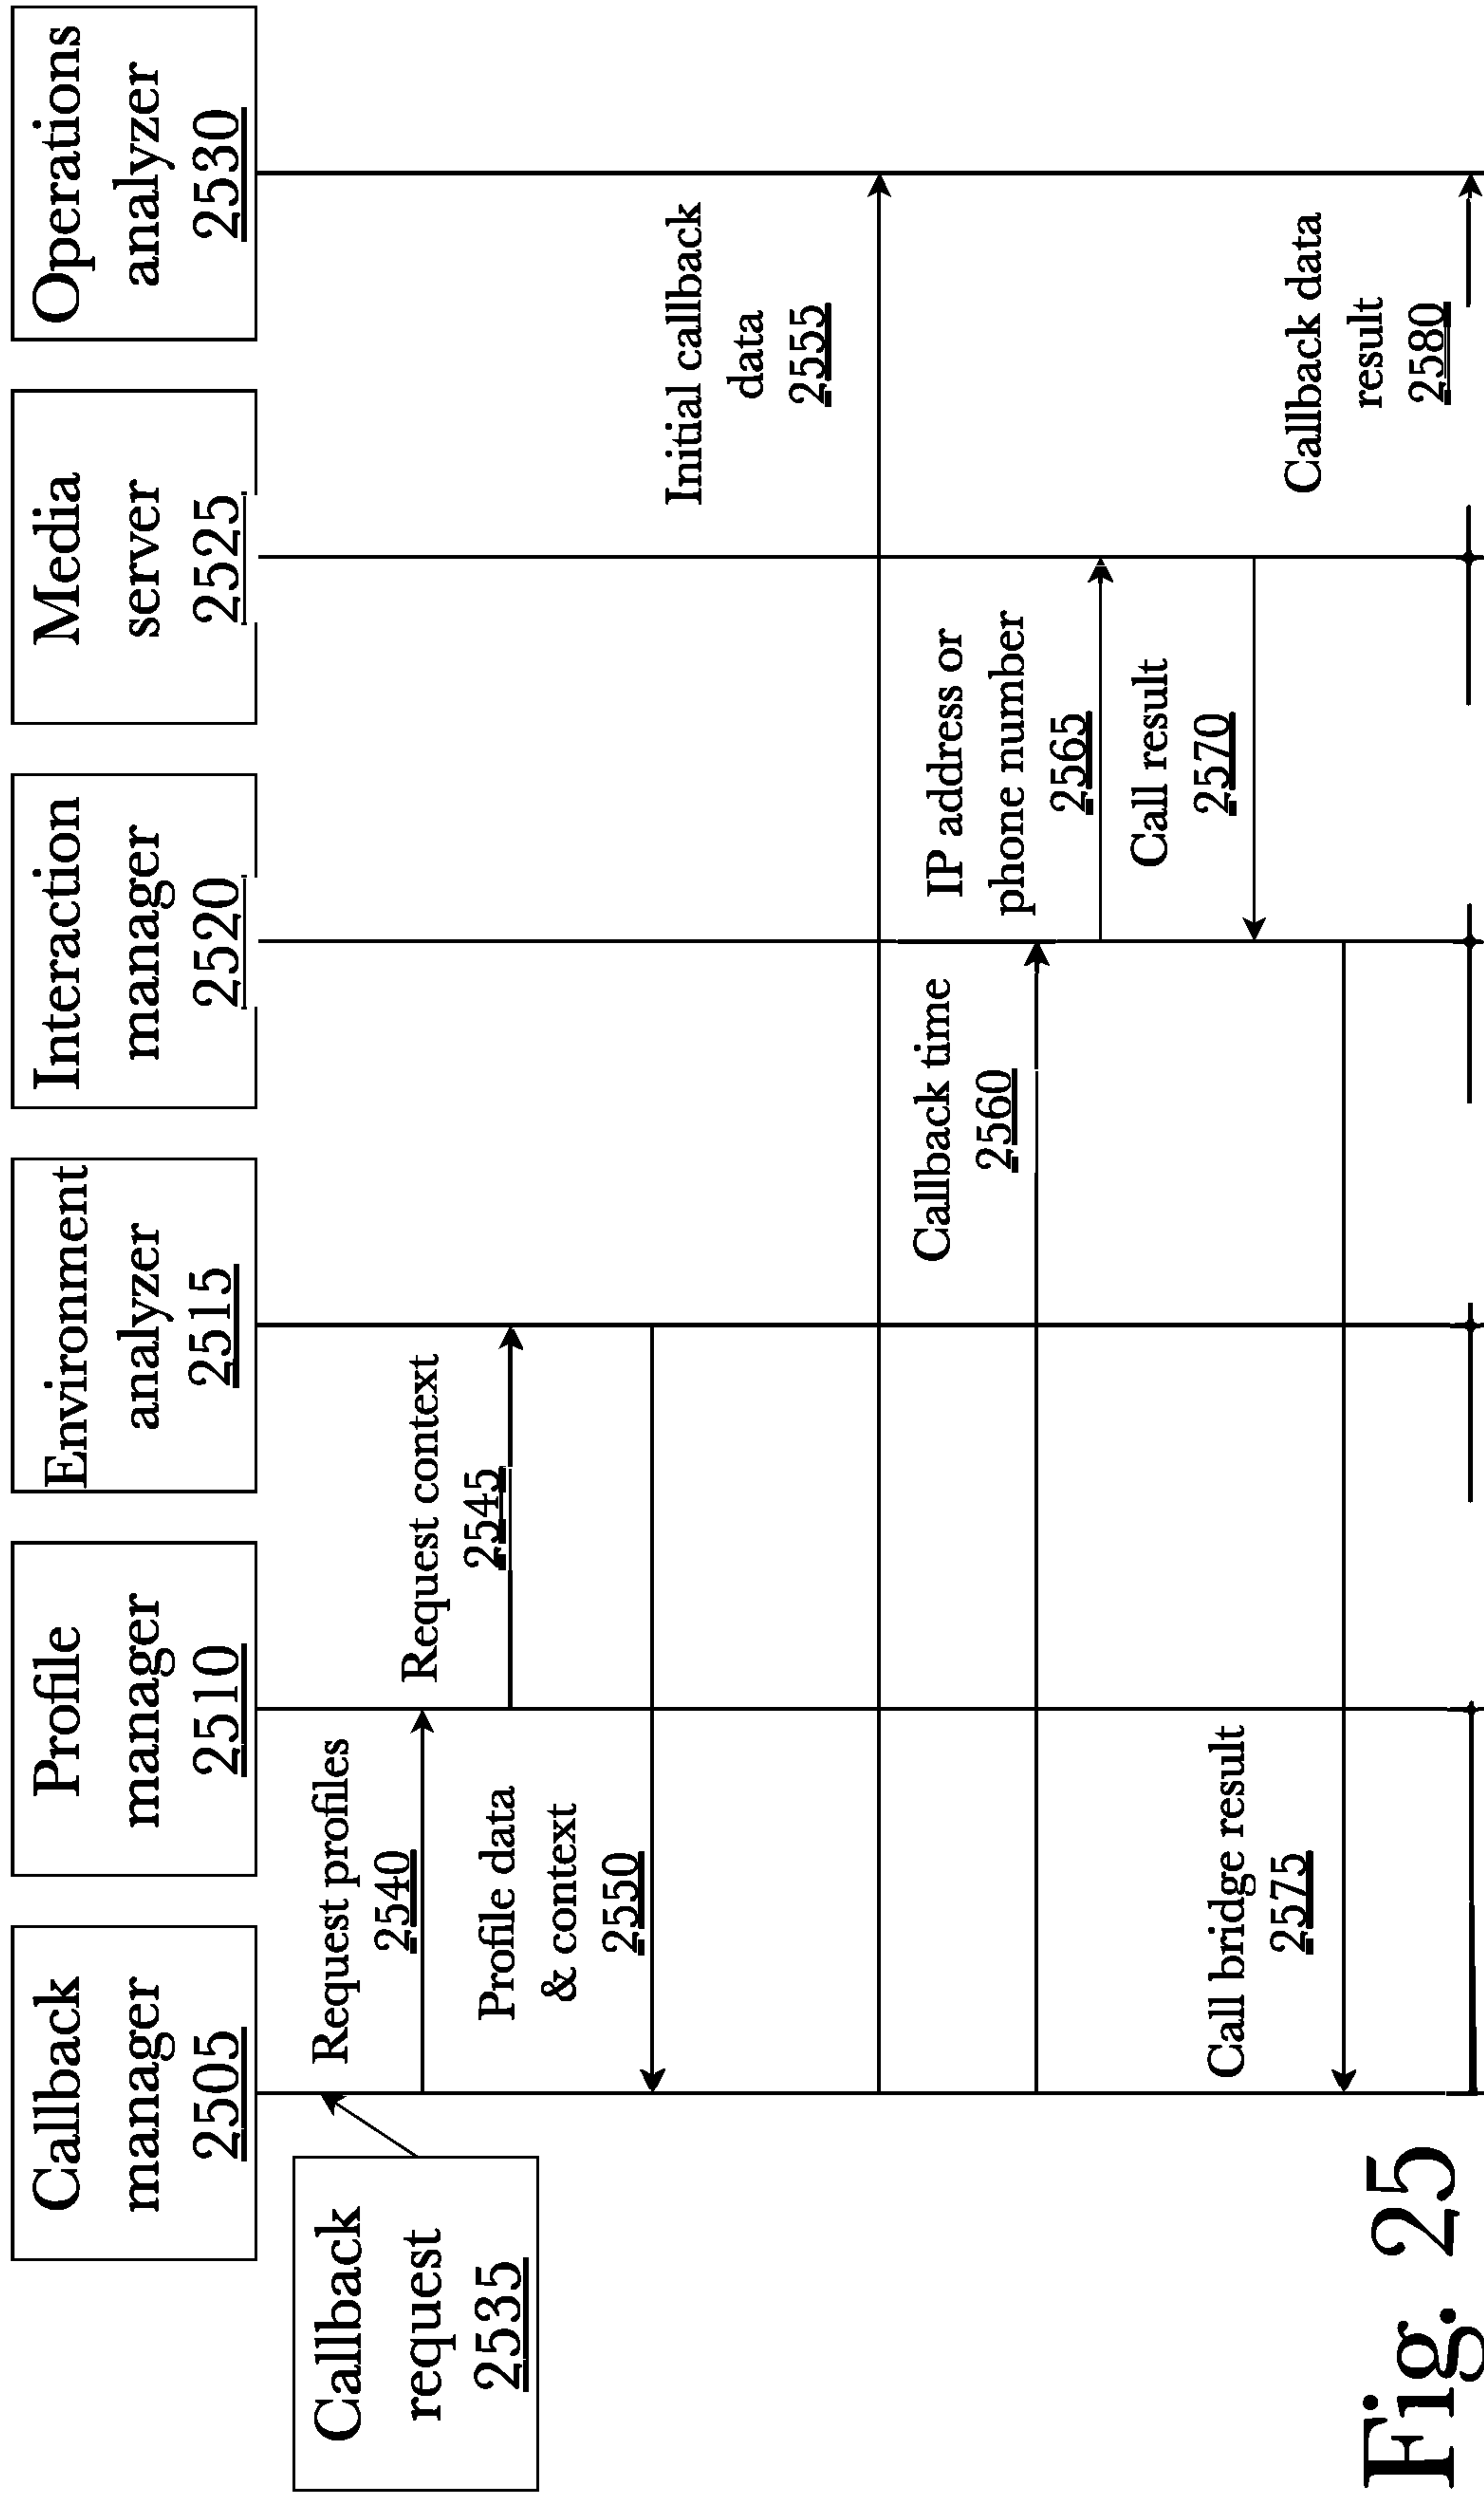 Callback
manager
2505
Profile
manager
2510
Environment
analyzer
2515
Interaction
manager
2520
Media
server
2525
Operations
analyzer
2530
Callback
request
2535
Request profiles
2540
Request context
2545
Profile data
& context
2550
Initial callback
data
2555
Callback time
2560
IP address or
phone number
2565
Call result
2570
Call bridge result
2575
Callback data
result
2580
Fig. 25